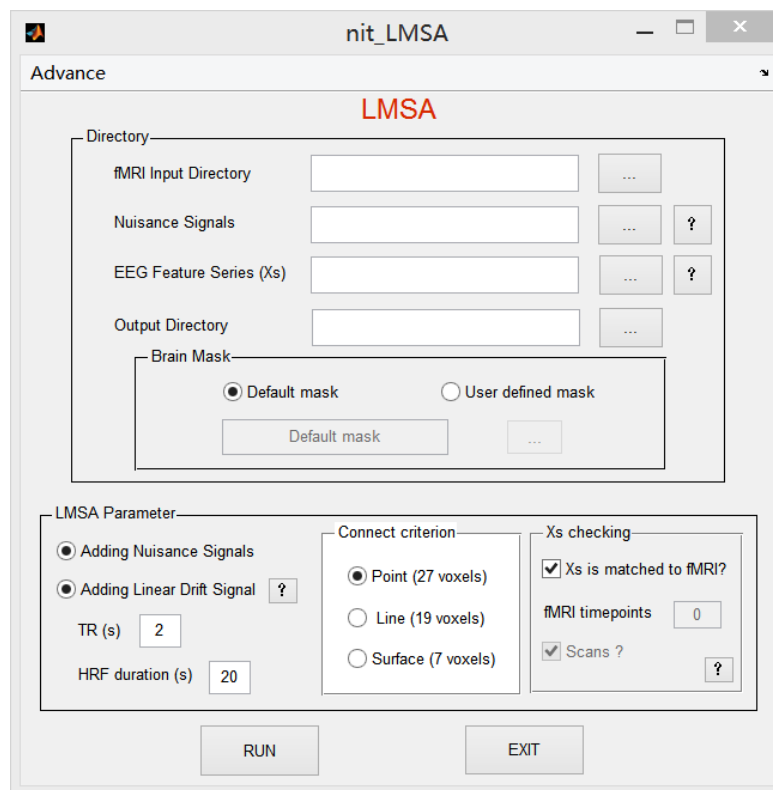 nit_LMSA
Advance
LMSA
Directory
fMRI Input Directory ...
Nuisance Signals ... ?
EEG Feature Series (Xs) ... ?
Output Directory ...
Brain Mask
Default mask User defined mask
Default mask ...
LMSA Parameter
Adding Nuisance Signals
Adding Linear Drift Signal ?
TR (s) 2
HRF duration (s) 20
Connect criterion
Point (27 voxels)
Line (19 voxels)
Surface (7 voxels)
Xs checking
Xs is matched to fMRI?
fMRI timepoints 0
Scans ?
?
RUN EXIT